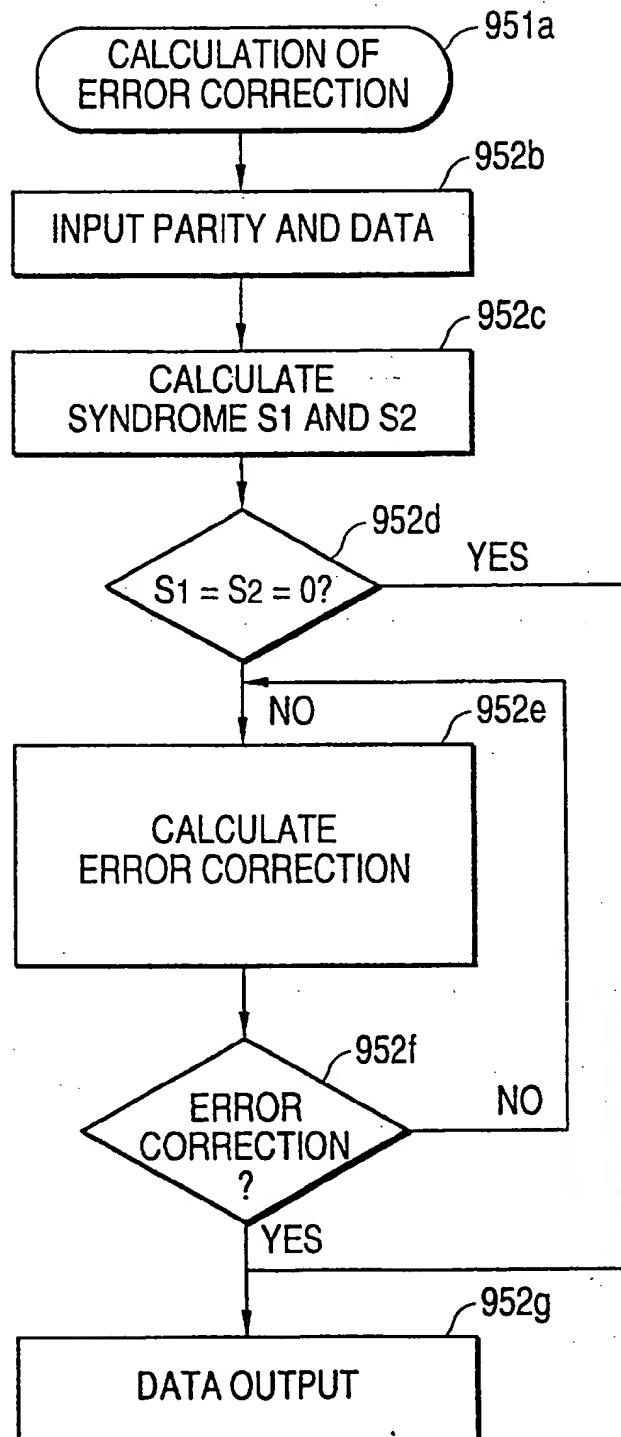 951a
CALCULATION OF
ERROR CORRECTION
952b
INPUT PARITY AND DATA
952c
CALCULATE
SYNDROME S1 AND S2
952d
S1 = S2 = 0?
YES
NO
952e
CALCULATE
ERROR CORRECTION
952f
ERROR
CORRECTION
?
NO
YES
952g
DATA OUTPUT